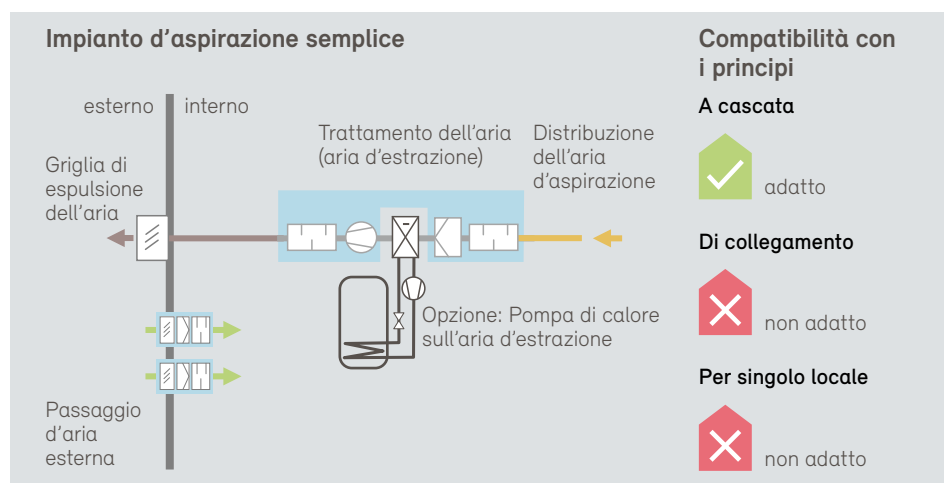 Impianto d'aspirazione semplice
esterno
interno
Griglia di
espulsione
dell'aria
Trattamento dell'aria
(aria d'estrazione)
Distribuzione
dell'aria
d'aspirazione
Opzione: Pompa di calore
sull'aria d'estrazione
Passaggio
d'aria
esterna
Compatibilità con
i principi
A cascata
adatto
Di collegamento
non adatto
Per singolo locale
non adatto